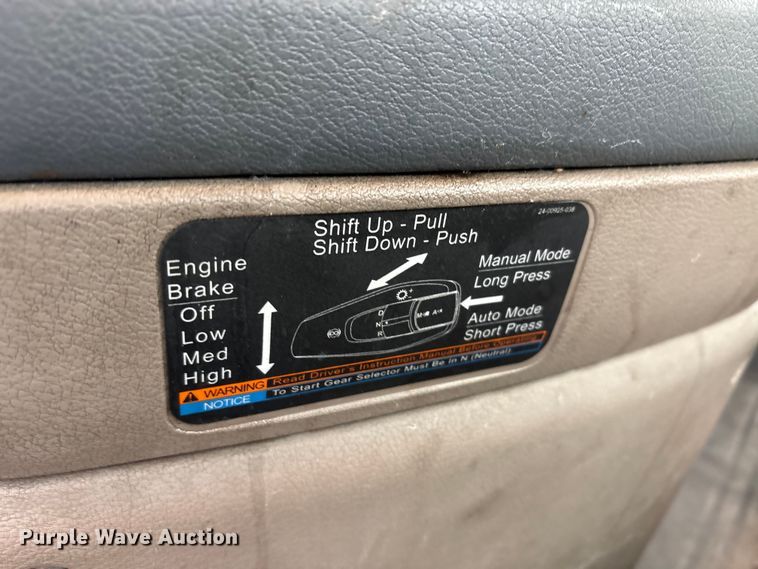 24-00925-038
Shift Up - Pull
Shift Down - Push
Engine
Brake
Off
Low
Med
High
Manual Mode
Long Press
Auto Mode
Short Press
D
N
R
+
M
A
WARNING Read Driver's Instruction Manual Before Operating
NOTICE To Start Gear Selector Must Be in N (Neutral)
Purple Wave Auction